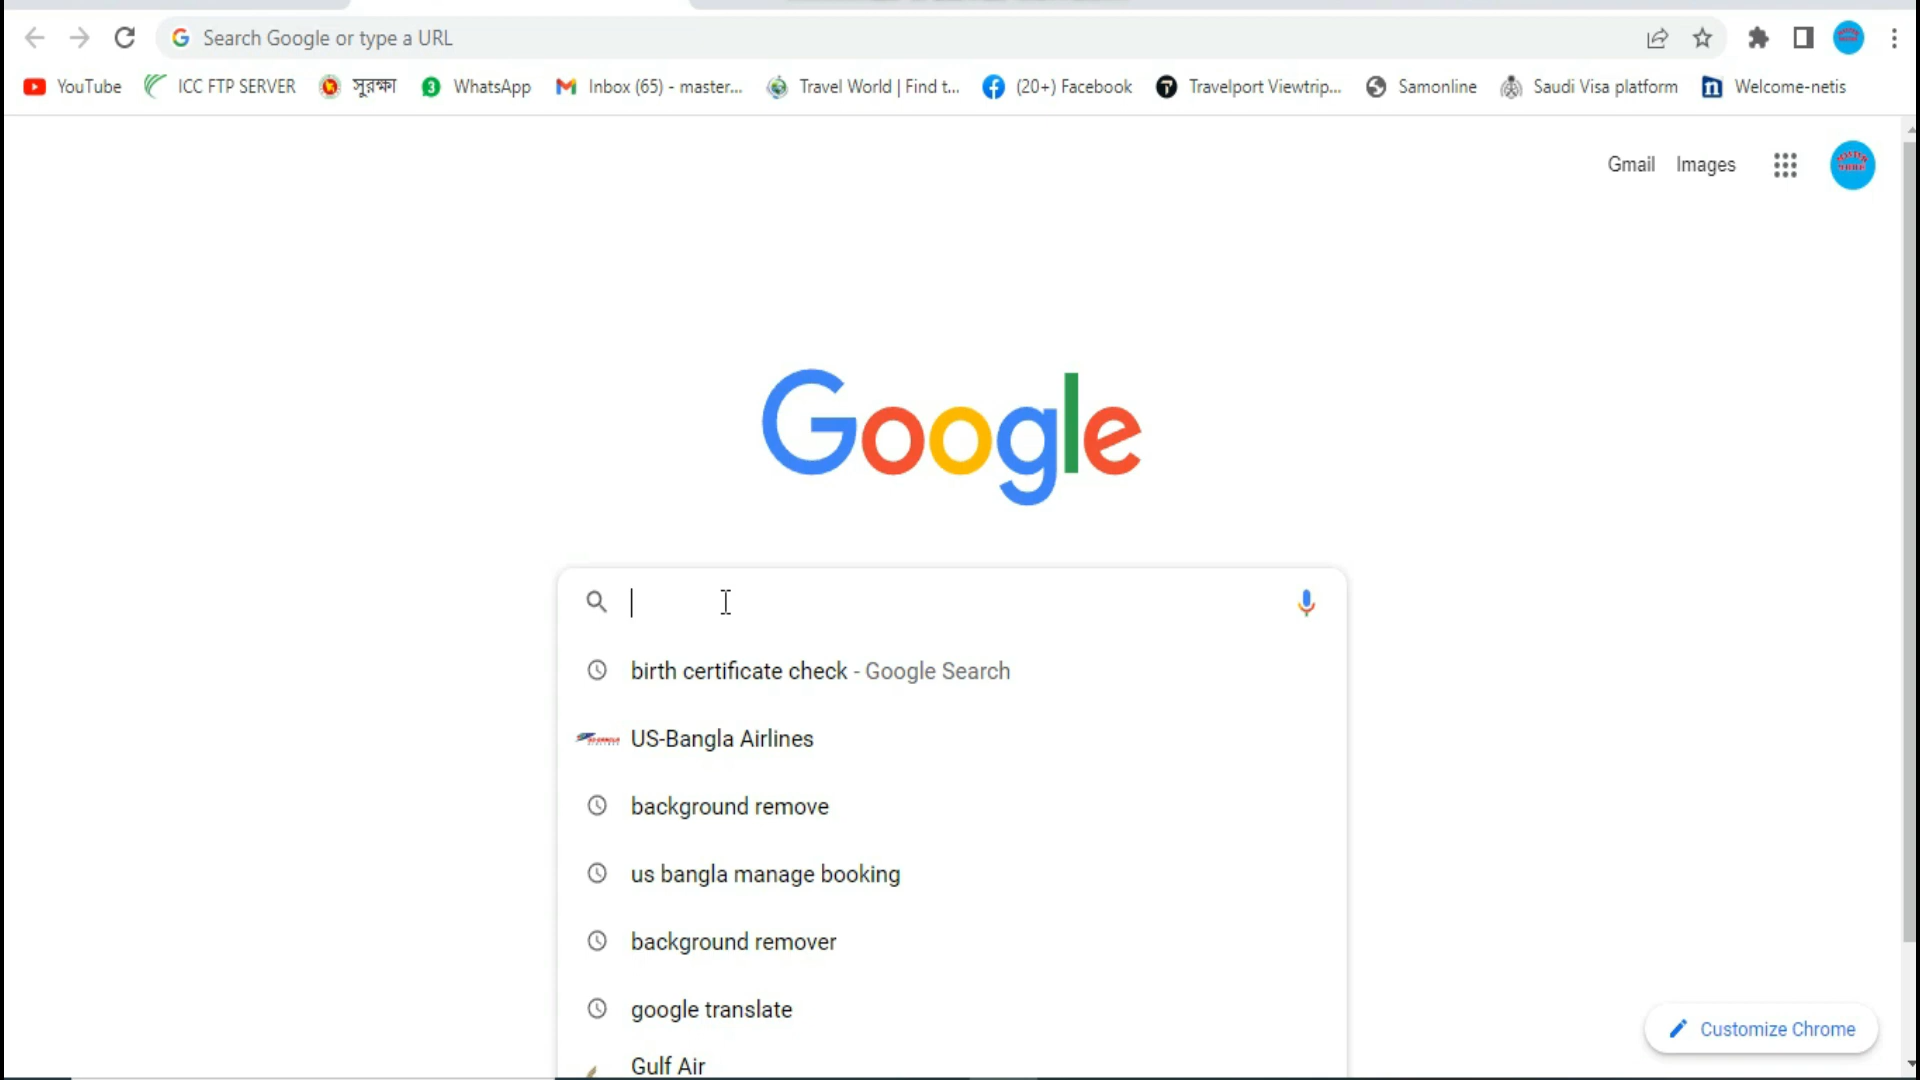 Search Google or type a URL
YouTube
ICC FTP SERVER
সুরক্ষা
3
WhatsApp
Inbox (65) - master...
Travel World | Find t...
(20+) Facebook
Travelport Viewtrip...
Samonline
Saudi Visa platform
n
Welcome-netis
Gmail
Images
Google
birth certificate check - Google Search
US-Bangla Airlines
background remove
us bangla manage booking
background remover
google translate
Gulf Air
Customize Chrome